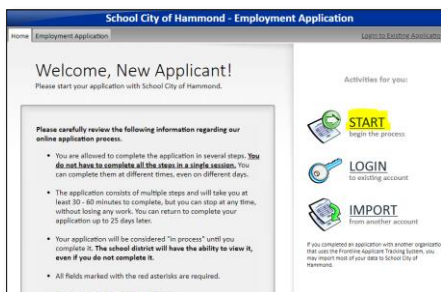 School City of Hammond - Employment Application
Home Employment Application Login to Existing Application
Welcome, New Applicant!
Please start your application with School City of Hammond.
Please carefully review the following information regarding our
online application process.
• You are allowed to complete the application in several steps. You
do not have to complete all the steps in a single session. You
can complete them at different times, even on different days.
• The application consists of multiple steps and will take you at
least 30 - 60 minutes to complete, but you can stop at any time,
without losing any work. You can return to complete your
application up to 25 days later.
• Your application will be considered "in process" until you
complete it. The school district will have the ability to view it,
even if you do not complete it.
• All fields marked with the red asterisks are required.
Activities for you:
START
begin the process
LOGIN
to existing account
IMPORT
from another account
If you completed an application with another organization
that uses the Frontline Applicant Tracking System, you
may import most of your data to School City of
Hammond.